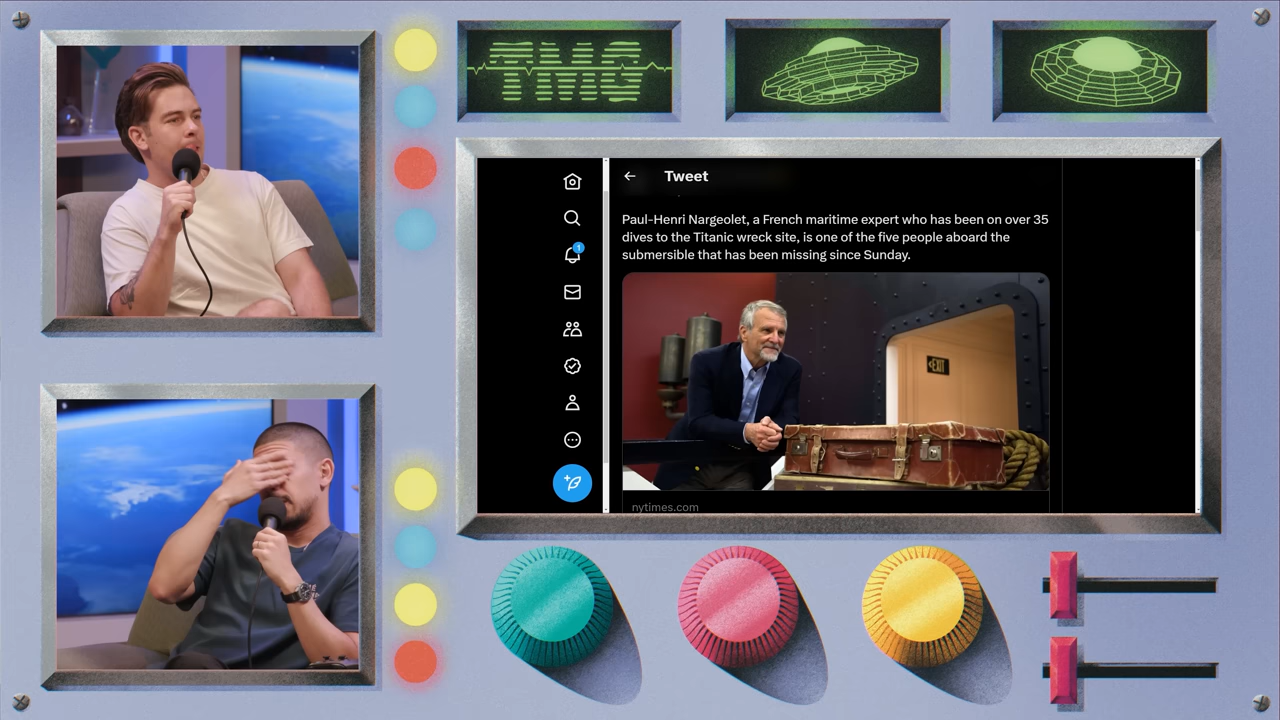 TMG
Tweet
1
Paul-Henri Nargeolet, a French maritime expert who has been on over 35
dives to the Titanic wreck site, is one of the five people aboard the
submersible that has been missing since Sunday.
EXIT
nytimes.com